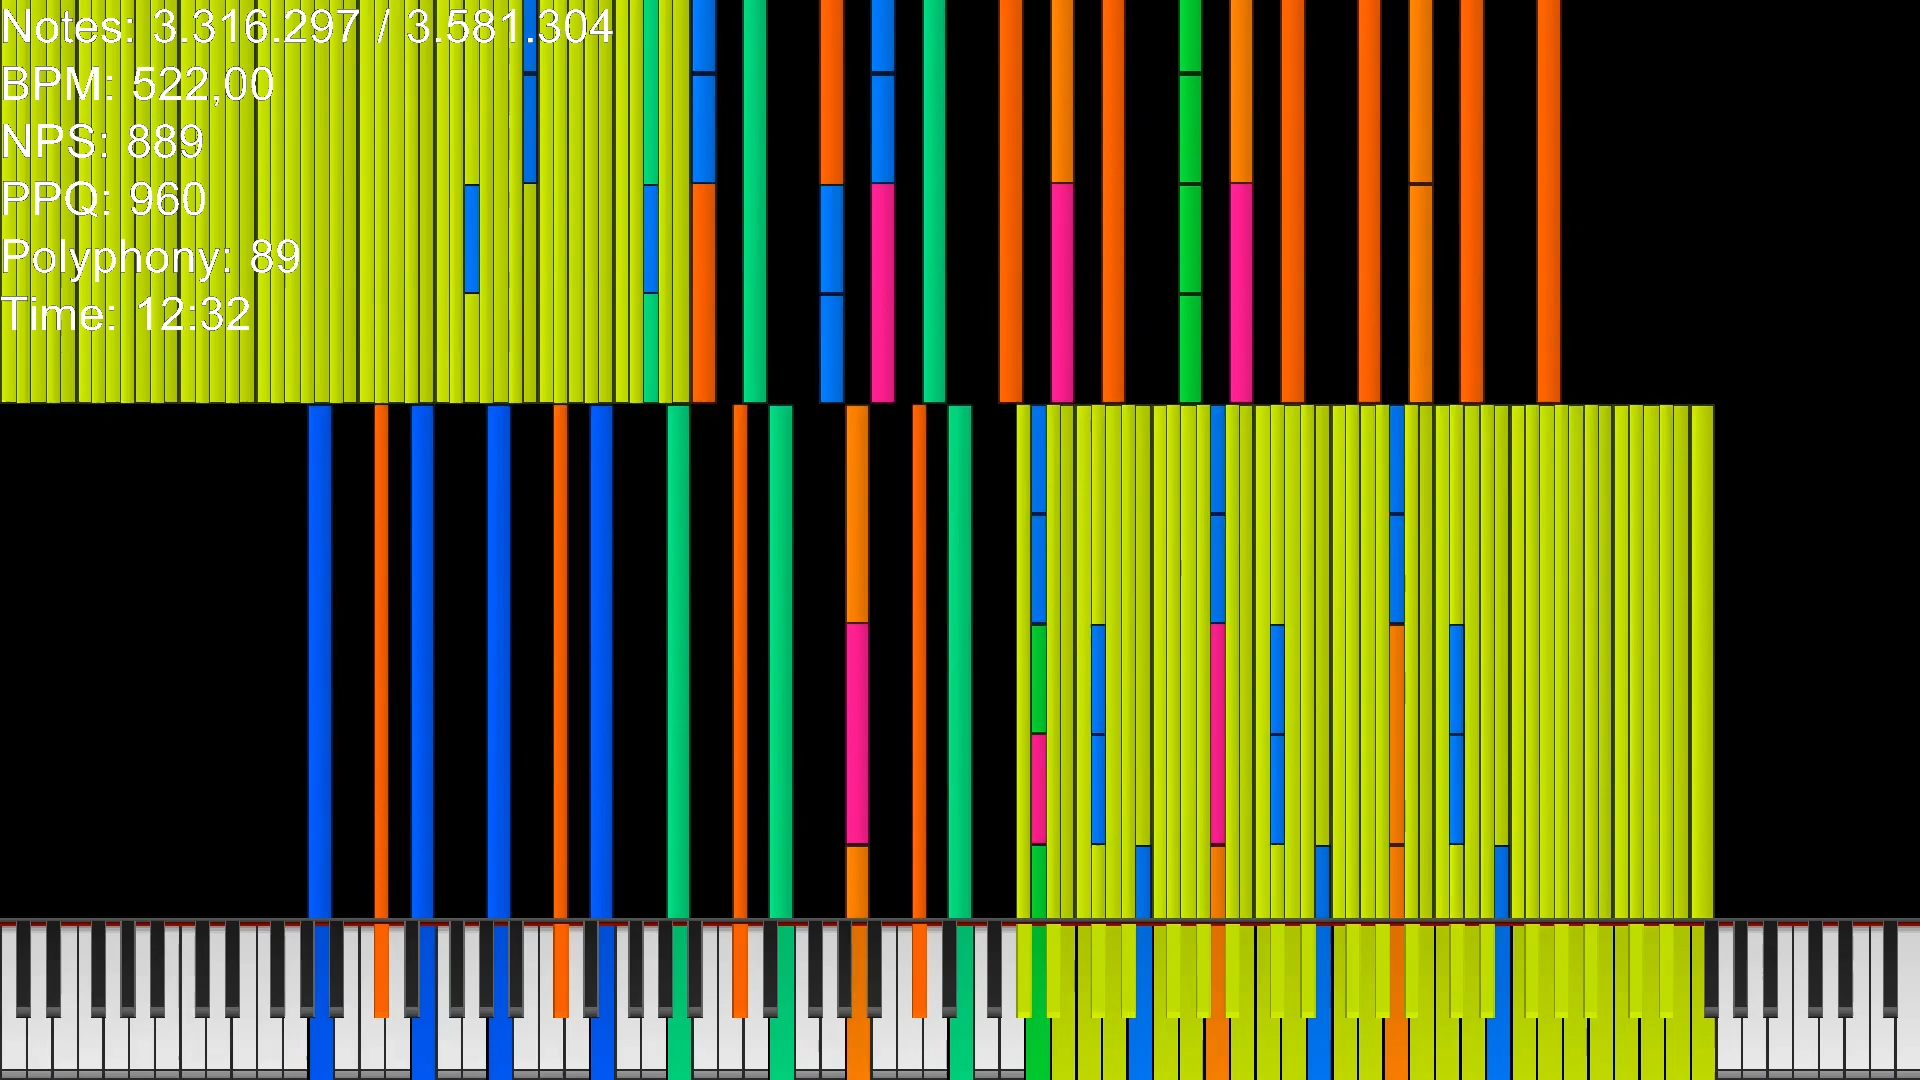 Notes: 3.316.297 / 3.581.304
BPM: 522,00
NPS: 889
PPQ: 960
Polyphony: 89
Time: 12:32